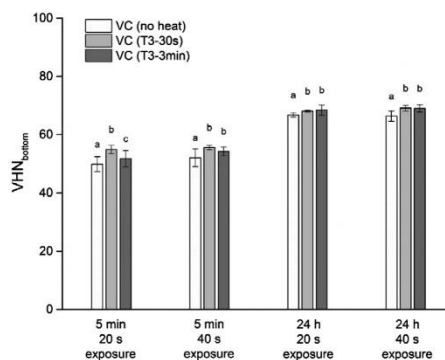 100
80
60
40
20
0
VHNbottom
VC (no heat)
VC (T3-30s)
VC (T3-3min)
a b c
a b b
a b b
a b b
5 min 5 min 24 h 24 h
20 s 40 s 20 s 40 s
exposure exposure exposure exposure